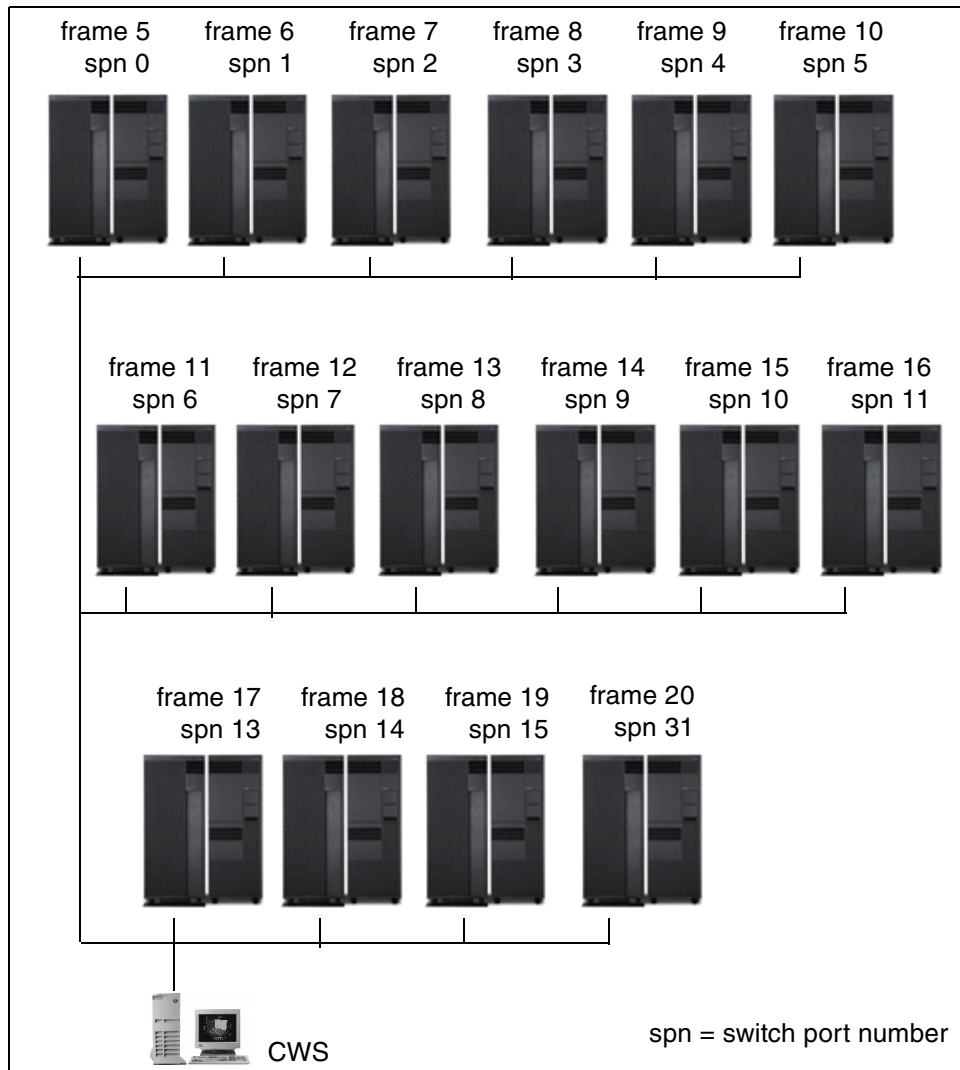 frame 5 frame 6 frame 7 frame 8 frame 9 frame 10
spn 0 spn 1 spn 2 spn 3 spn 4 spn 5
frame 11 frame 12 frame 13 frame 14 frame 15 frame 16
spn 6 spn 7 spn 8 spn 9 spn 10 spn 11
frame 17 frame 18 frame 19 frame 20
spn 13 spn 14 spn 15 spn 31
CWS
spn = switch port number